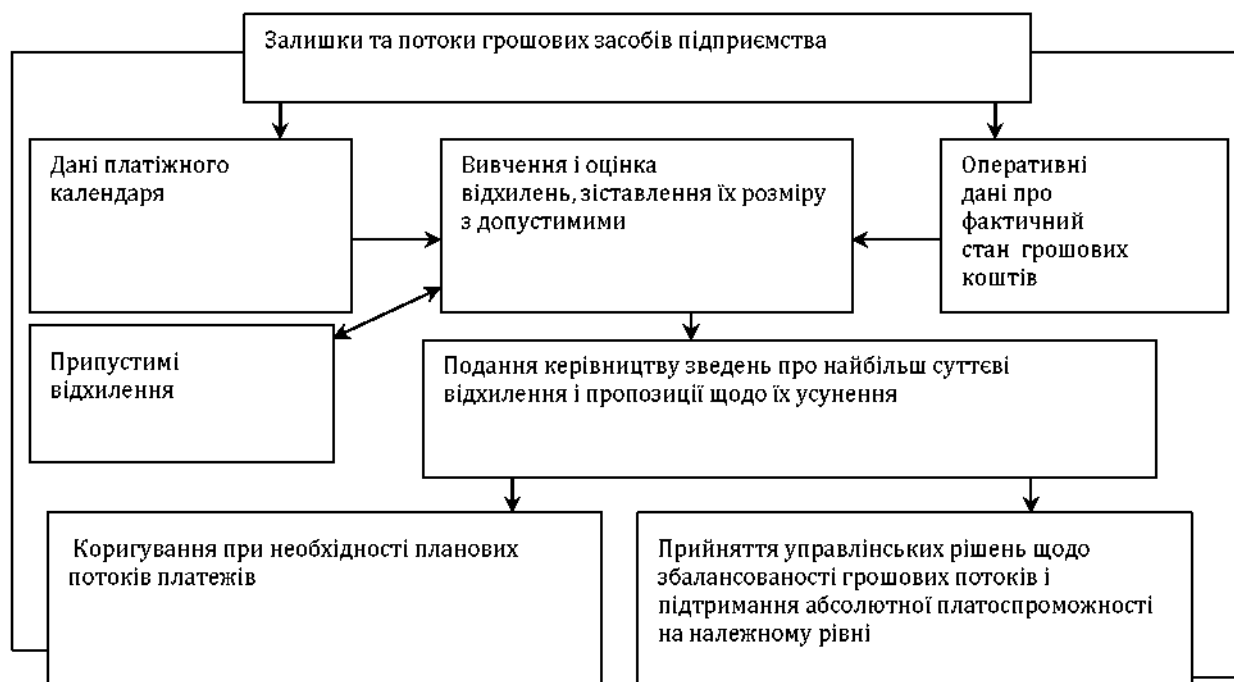 Залишки та потоки грошових засобів підприємства
Дані платіжного
календаря
Вивчення і оцінка
відхилень, зіставлення їх розміру
з допустимими
Оперативні
дані про
фактичний
стан грошових
коштів
Припустимі
відхилення
Подання керівництву зведень про найбільш суттєві
відхилення і пропозиції щодо їх усунення
Коригування при необхідності планових
потоків платежів
Прийняття управлінських рішень щодо
збалансованості грошових потоків і
підтримання абсолютної платоспроможності
на належному рівні